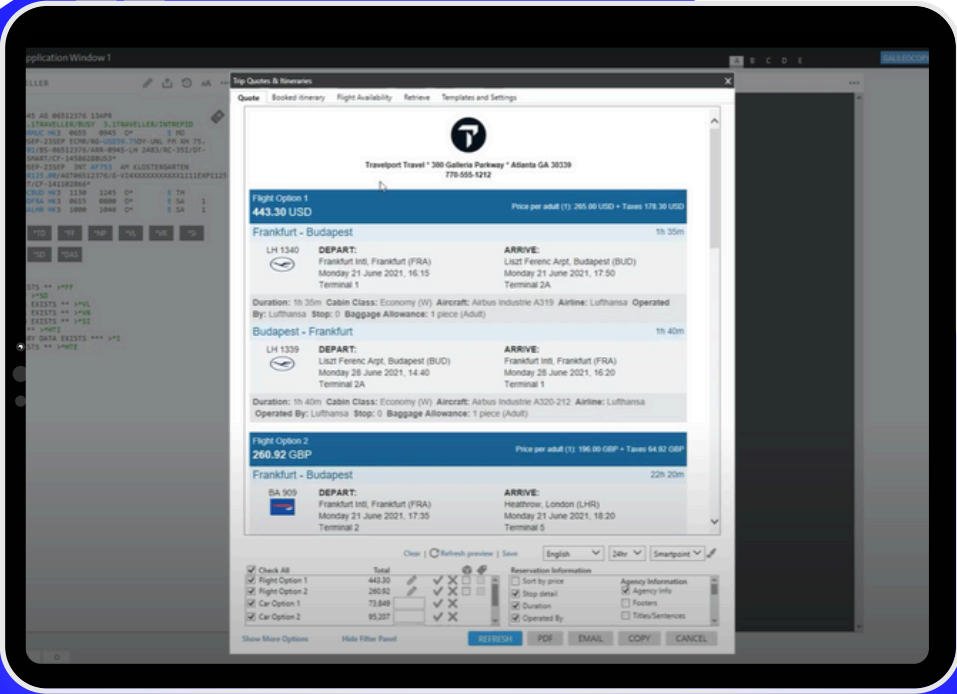 pplication Window 1
A B C D E
GALILEOCOPY
ELLER
AA
Trip Quotes & Itineraries
X
Quote Booked itinerary Flight Availability Retrieve Templates and Settings
Travelport Travel * 300 Galleria Parkway * Atlanta GA 30339
770-555-1212
Flight Option 1
443.30 USD
Price per adult (1): 265.00 USD + Taxes 178.30 USD
Frankfurt - Budapest 1h 35m
LH 1340 DEPART: ARRIVE:
Frankfurt Intl, Frankfurt (FRA) Liszt Ferenc Arpt, Budapest (BUD)
Monday 21 June 2021, 16:15 Monday 21 June 2021, 17:50
Terminal 1 Terminal 2A
Duration: 1h 35m Cabin Class: Economy (W) Aircraft: Airbus Industrie A319 Airline: Lufthansa Operated
By: Lufthansa Stop: 0 Baggage Allowance: 1 piece (Adult)
Budapest - Frankfurt 1h 40m
LH 1339 DEPART: ARRIVE:
Liszt Ferenc Arpt, Budapest (BUD) Frankfurt Intl, Frankfurt (FRA)
Monday 28 June 2021, 14:40 Monday 28 June 2021, 16:20
Terminal 2A Terminal 1
Duration: 1h 40m Cabin Class: Economy (W) Aircraft: Airbus Industrie A320-212 Airline: Lufthansa
Operated By: Lufthansa Stop: 0 Baggage Allowance: 1 piece (Adult)
Flight Option 2
260.92 GBP
Price per adult (1): 196.00 GBP + Taxes 64.92 GBP
Frankfurt - Budapest 22h 20m
BA 909 DEPART: ARRIVE:
Frankfurt Intl, Frankfurt (FRA) Heathrow, London (LHR)
Monday 21 June 2021, 17:35 Monday 21 June 2021, 18:20
Terminal 2 Terminal 5
Clear | Refresh preview | Save English 24hr Smartpoint
Check All Total Reservation Information
Flight Option 1 443.30 Sort by price Agency Information
Flight Option 2 260.92 Stop detail Agency Info
Car Option 1 73,849 Duration Footers
Car Option 2 95,207 Operated By Titles/Sentences
Show More Options Hide Filter Panel REFRESH PDF EMAIL COPY CANCEL